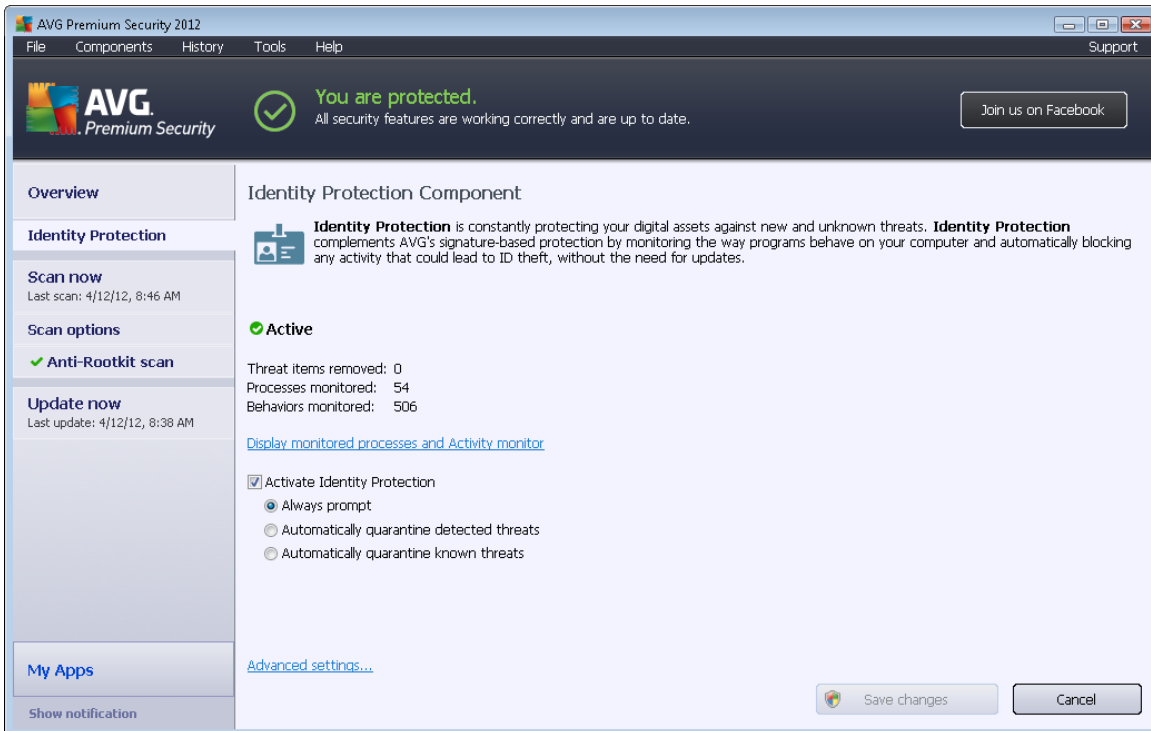 AVG Premium Security 2012
File Components History Tools Help Support
AVG.
Premium Security
You are protected.
All security features are working correctly and are up to date.
Join us on Facebook
Overview
Identity Protection
Scan now
Last scan: 4/12/12, 8:46 AM
Scan options
Anti-Rootkit scan
Update now
Last update: 4/12/12, 8:38 AM
My Apps
Show notification
Identity Protection Component
Identity Protection is constantly protecting your digital assets against new and unknown threats. Identity Protection
complements AVG's signature-based protection by monitoring the way programs behave on your computer and automatically blocking
any activity that could lead to ID theft, without the need for updates.
Active
Threat items removed: 0
Processes monitored: 54
Behaviors monitored: 506
Display monitored processes and Activity monitor
Activate Identity Protection
Always prompt
Automatically quarantine detected threats
Automatically quarantine known threats
Advanced settings...
Save changes
Cancel